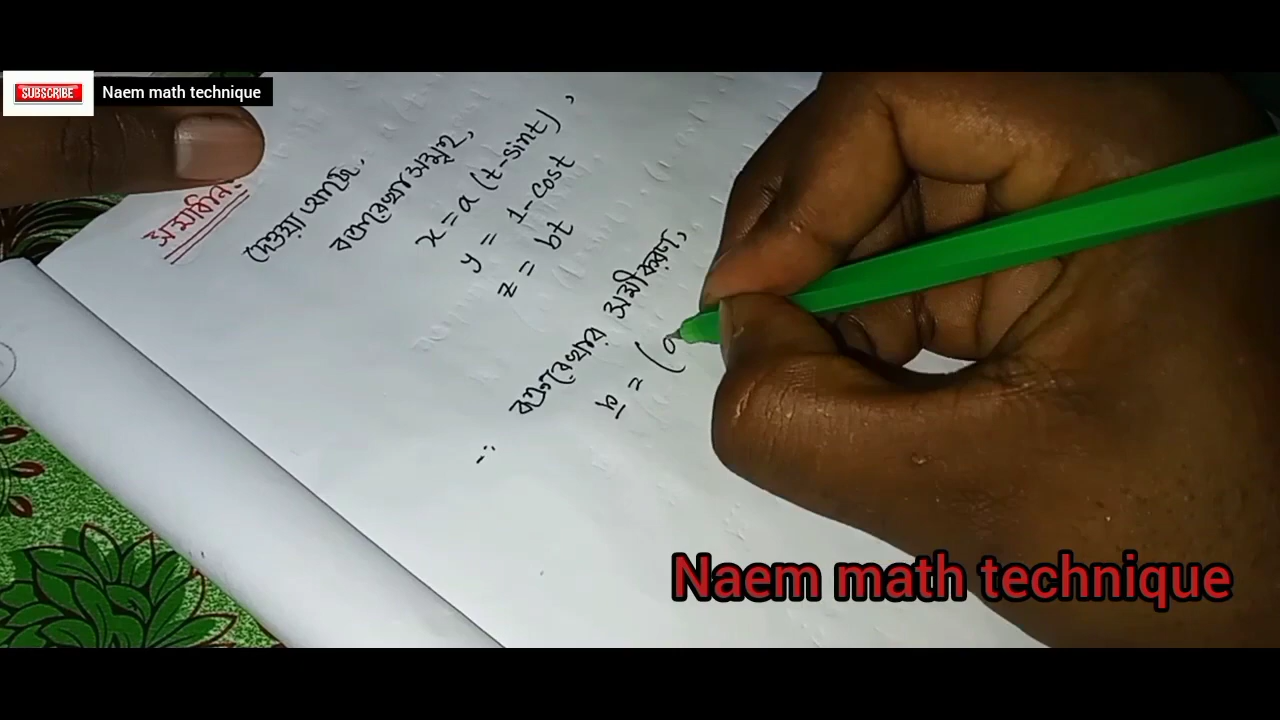 SUBSCRIBE
Naem math technique
সমাধান:
দেওয়া আছে,
বক্ররেখা সমূহ,
x = a (t-sint) ,
y = 1-cost
z = bt
∴ বক্ররেখার সমীকরণ,
b = (a
Naem math technique